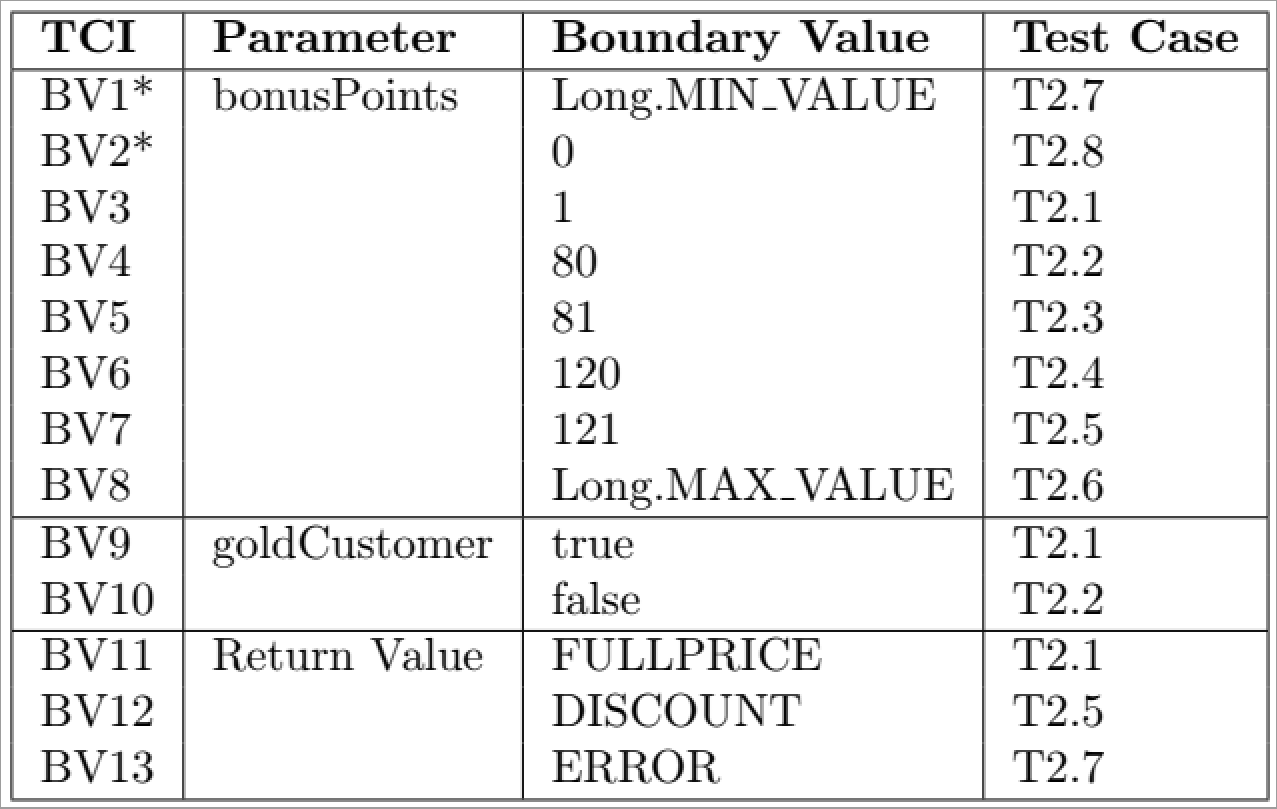 TCI Parameter Boundary Value Test Case
BV1* bonusPoints Long.MIN_VALUE T2.7
BV2* 0 T2.8
BV3 1 T2.1
BV4 80 T2.2
BV5 81 T2.3
BV6 120 T2.4
BV7 121 T2.5
BV8 Long.MAX_VALUE T2.6
BV9 goldCustomer true T2.1
BV10 false T2.2
BV11 Return Value FULLPRICE T2.1
BV12 DISCOUNT T2.5
BV13 ERROR T2.7